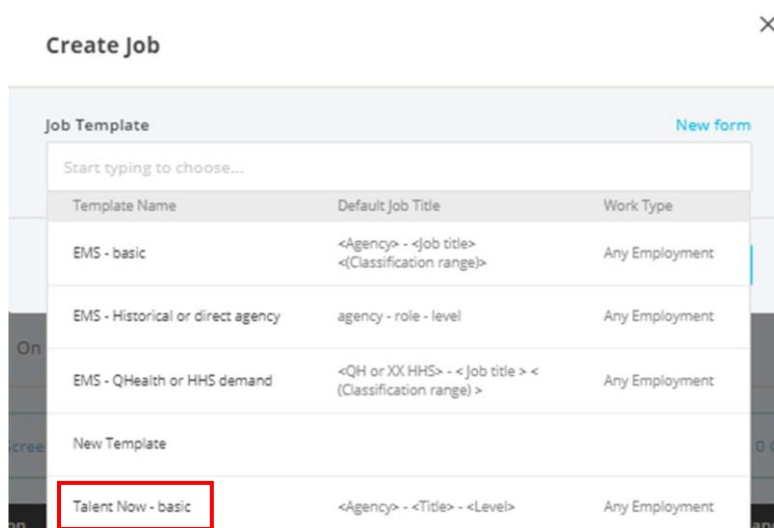 Create Job
Job Template New form
Start typing to choose...
Template Name Default Job Title Work Type
EMS - basic <Agency> - <Job title> <(Classification range)> Any Employment
EMS - Historical or direct agency agency - role - level Any Employment
On
EMS - QHealth or HHS demand <QH or XX HHS> - < Job title > < (Classification range) > Any Employment
New Template
Talent Now - basic <Agency> - <Title> - <Level> Any Employment